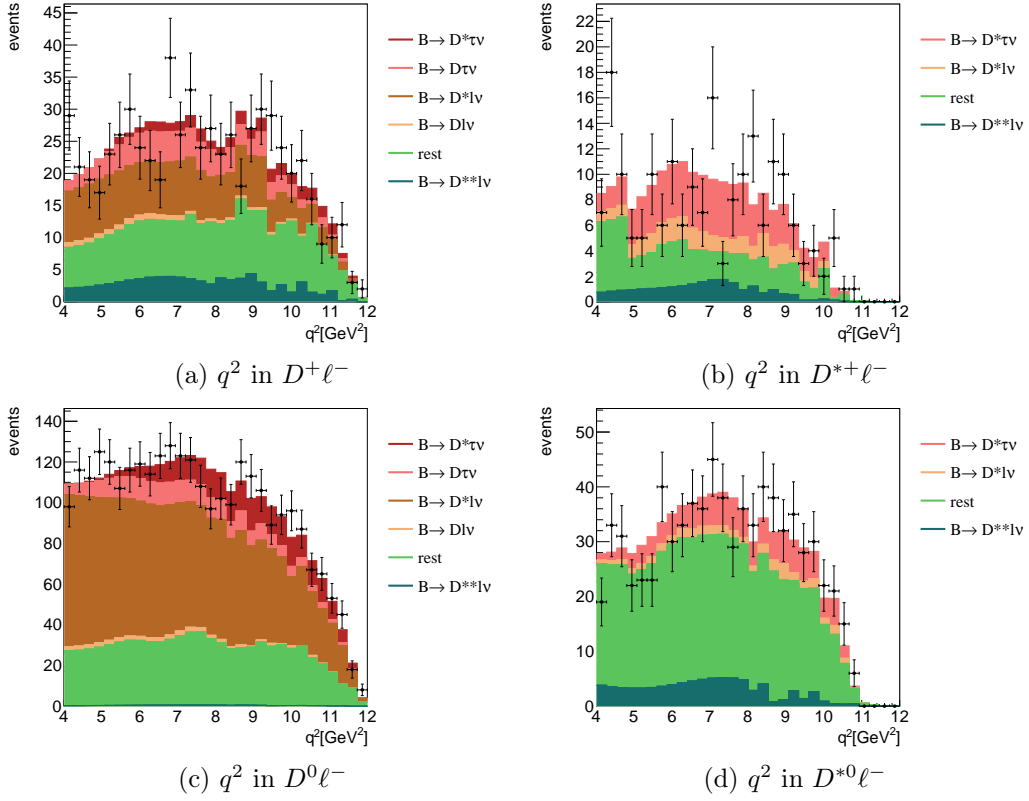 events
65
60
55
50
45
40
35
30
25
20
15
10
5
0
4 5 6 7 8 9 10 11 12
q²[GeV²]
B→ D*τν
B→ Dτν
B→ D*lν
B→ Dlν
rest
B→ D**lν
(a) q² in D⁺ℓ⁻
events
22
20
18
16
14
12
10
8
6
4
2
0
4 5 6 7 8 9 10 11 12
q²[GeV²]
B→ D*τν
B→ D*lν
rest
B→ D**lν
(b) q² in D*⁺ℓ⁻
events
140
120
100
80
60
40
20
0
4 5 6 7 8 9 10 11 12
q²[GeV²]
B→ D*τν
B→ Dτν
B→ D*lν
B→ Dlν
rest
B→ D**lν
(c) q² in D⁰ℓ⁻
events
50
40
30
20
10
0
4 5 6 7 8 9 10 11 12
q²[GeV²]
B→ D*τν
B→ D*lν
rest
B→ D**lν
(d) q² in D*⁰ℓ⁻